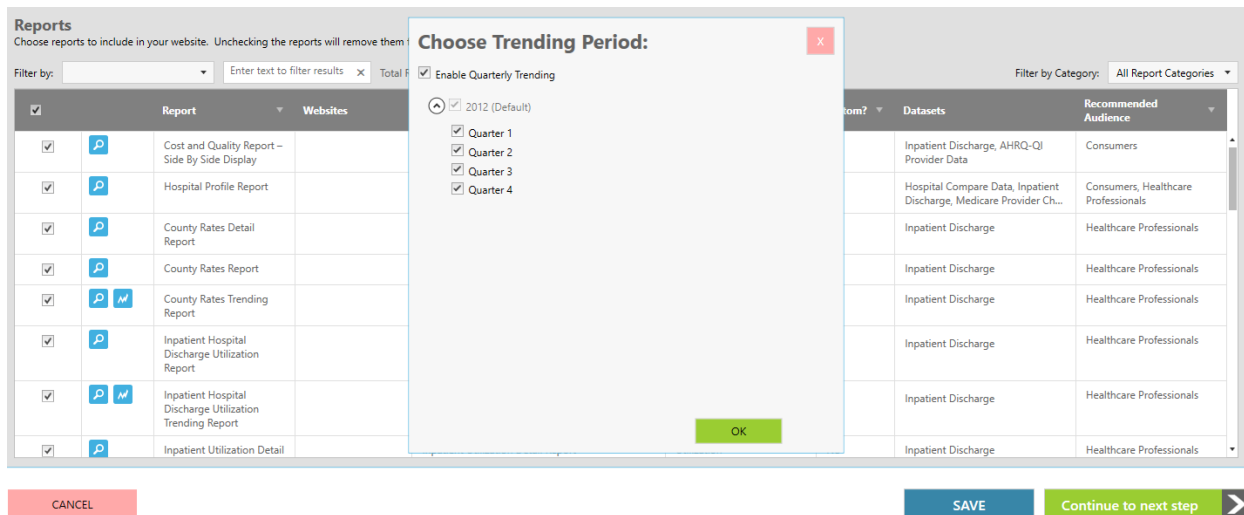 Reports
Choose reports to include in your website. Unchecking the reports will remove them
Filter by:
Enter text to filter results x
Total
Filter by Category: All Report Categories
Report
Websites
Datasets
Recommended
Audience
Cost and Quality Report –
Side By Side Display
Inpatient Discharge, AHRQ-QI
Provider Data
Consumers
Hospital Profile Report
Hospital Compare Data, Inpatient
Discharge, Medicare Provider Ch...
Consumers, Healthcare
Professionals
County Rates Detail
Report
Inpatient Discharge
Healthcare Professionals
County Rates Report
Inpatient Discharge
Healthcare Professionals
County Rates Trending
Report
Inpatient Discharge
Healthcare Professionals
Inpatient Hospital
Discharge Utilization
Report
Inpatient Discharge
Healthcare Professionals
Inpatient Hospital
Discharge Utilization
Trending Report
Inpatient Discharge
Healthcare Professionals
Inpatient Utilization Detail
Inpatient Discharge
Healthcare Professionals
Choose Trending Period:
X
Enable Quarterly Trending
2012 (Default)
Quarter 1
Quarter 2
Quarter 3
Quarter 4
OK
CANCEL
SAVE
Continue to next step